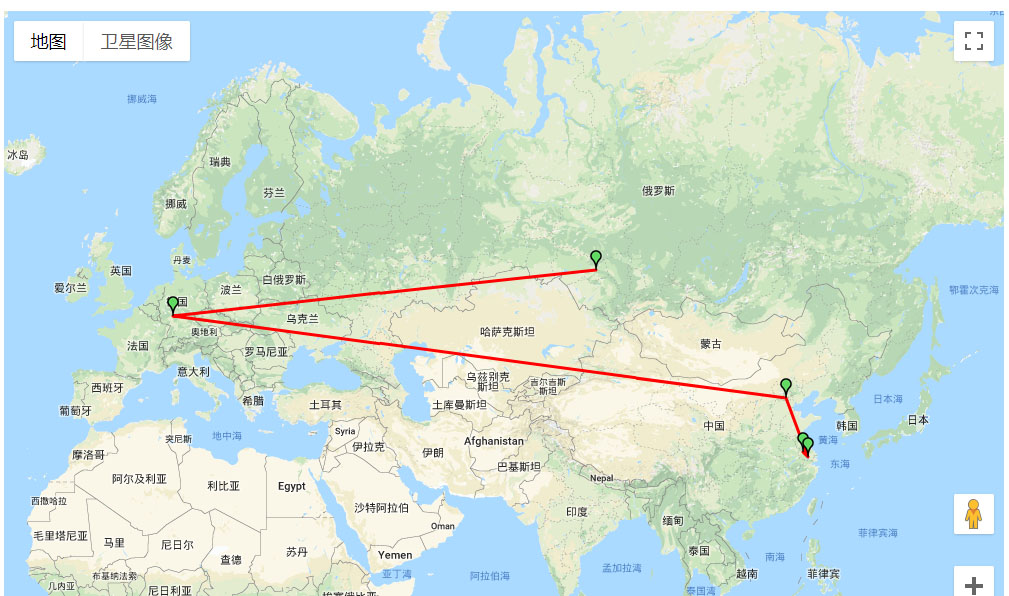 地图
卫星图像
挪威海
冰岛
瑞典
芬兰
俄罗斯
挪威
丹麦
英国
爱尔兰
白俄罗斯
波兰
鄂霍次克海
国
乌克兰
奥地利
法国
哈萨克斯坦
蒙古
罗马尼亚
意大利
西班牙
乌兹别克
斯坦
吉尔吉斯
斯坦
希腊
葡萄牙
土耳其
土库曼斯坦
日本海
日本
中国
韩国
Syria
地中海
突尼斯
摩洛哥
伊拉克
Afghanistan
伊朗
黄海
东海
巴基斯坦
阿尔及利亚
利比亚
Egypt
Nepal
西撒哈拉
沙特阿拉伯
印度
缅甸
Oman
毛里塔尼亚
马里
尼日尔
苏丹
查德
Yemen
菲律宾海
泰国
南海
亚丁湾
阿拉伯海
孟加拉湾
越南
菲律宾
几内亚
布基纳法索
尼日利亚
埃塞俄比亚
泰国湾